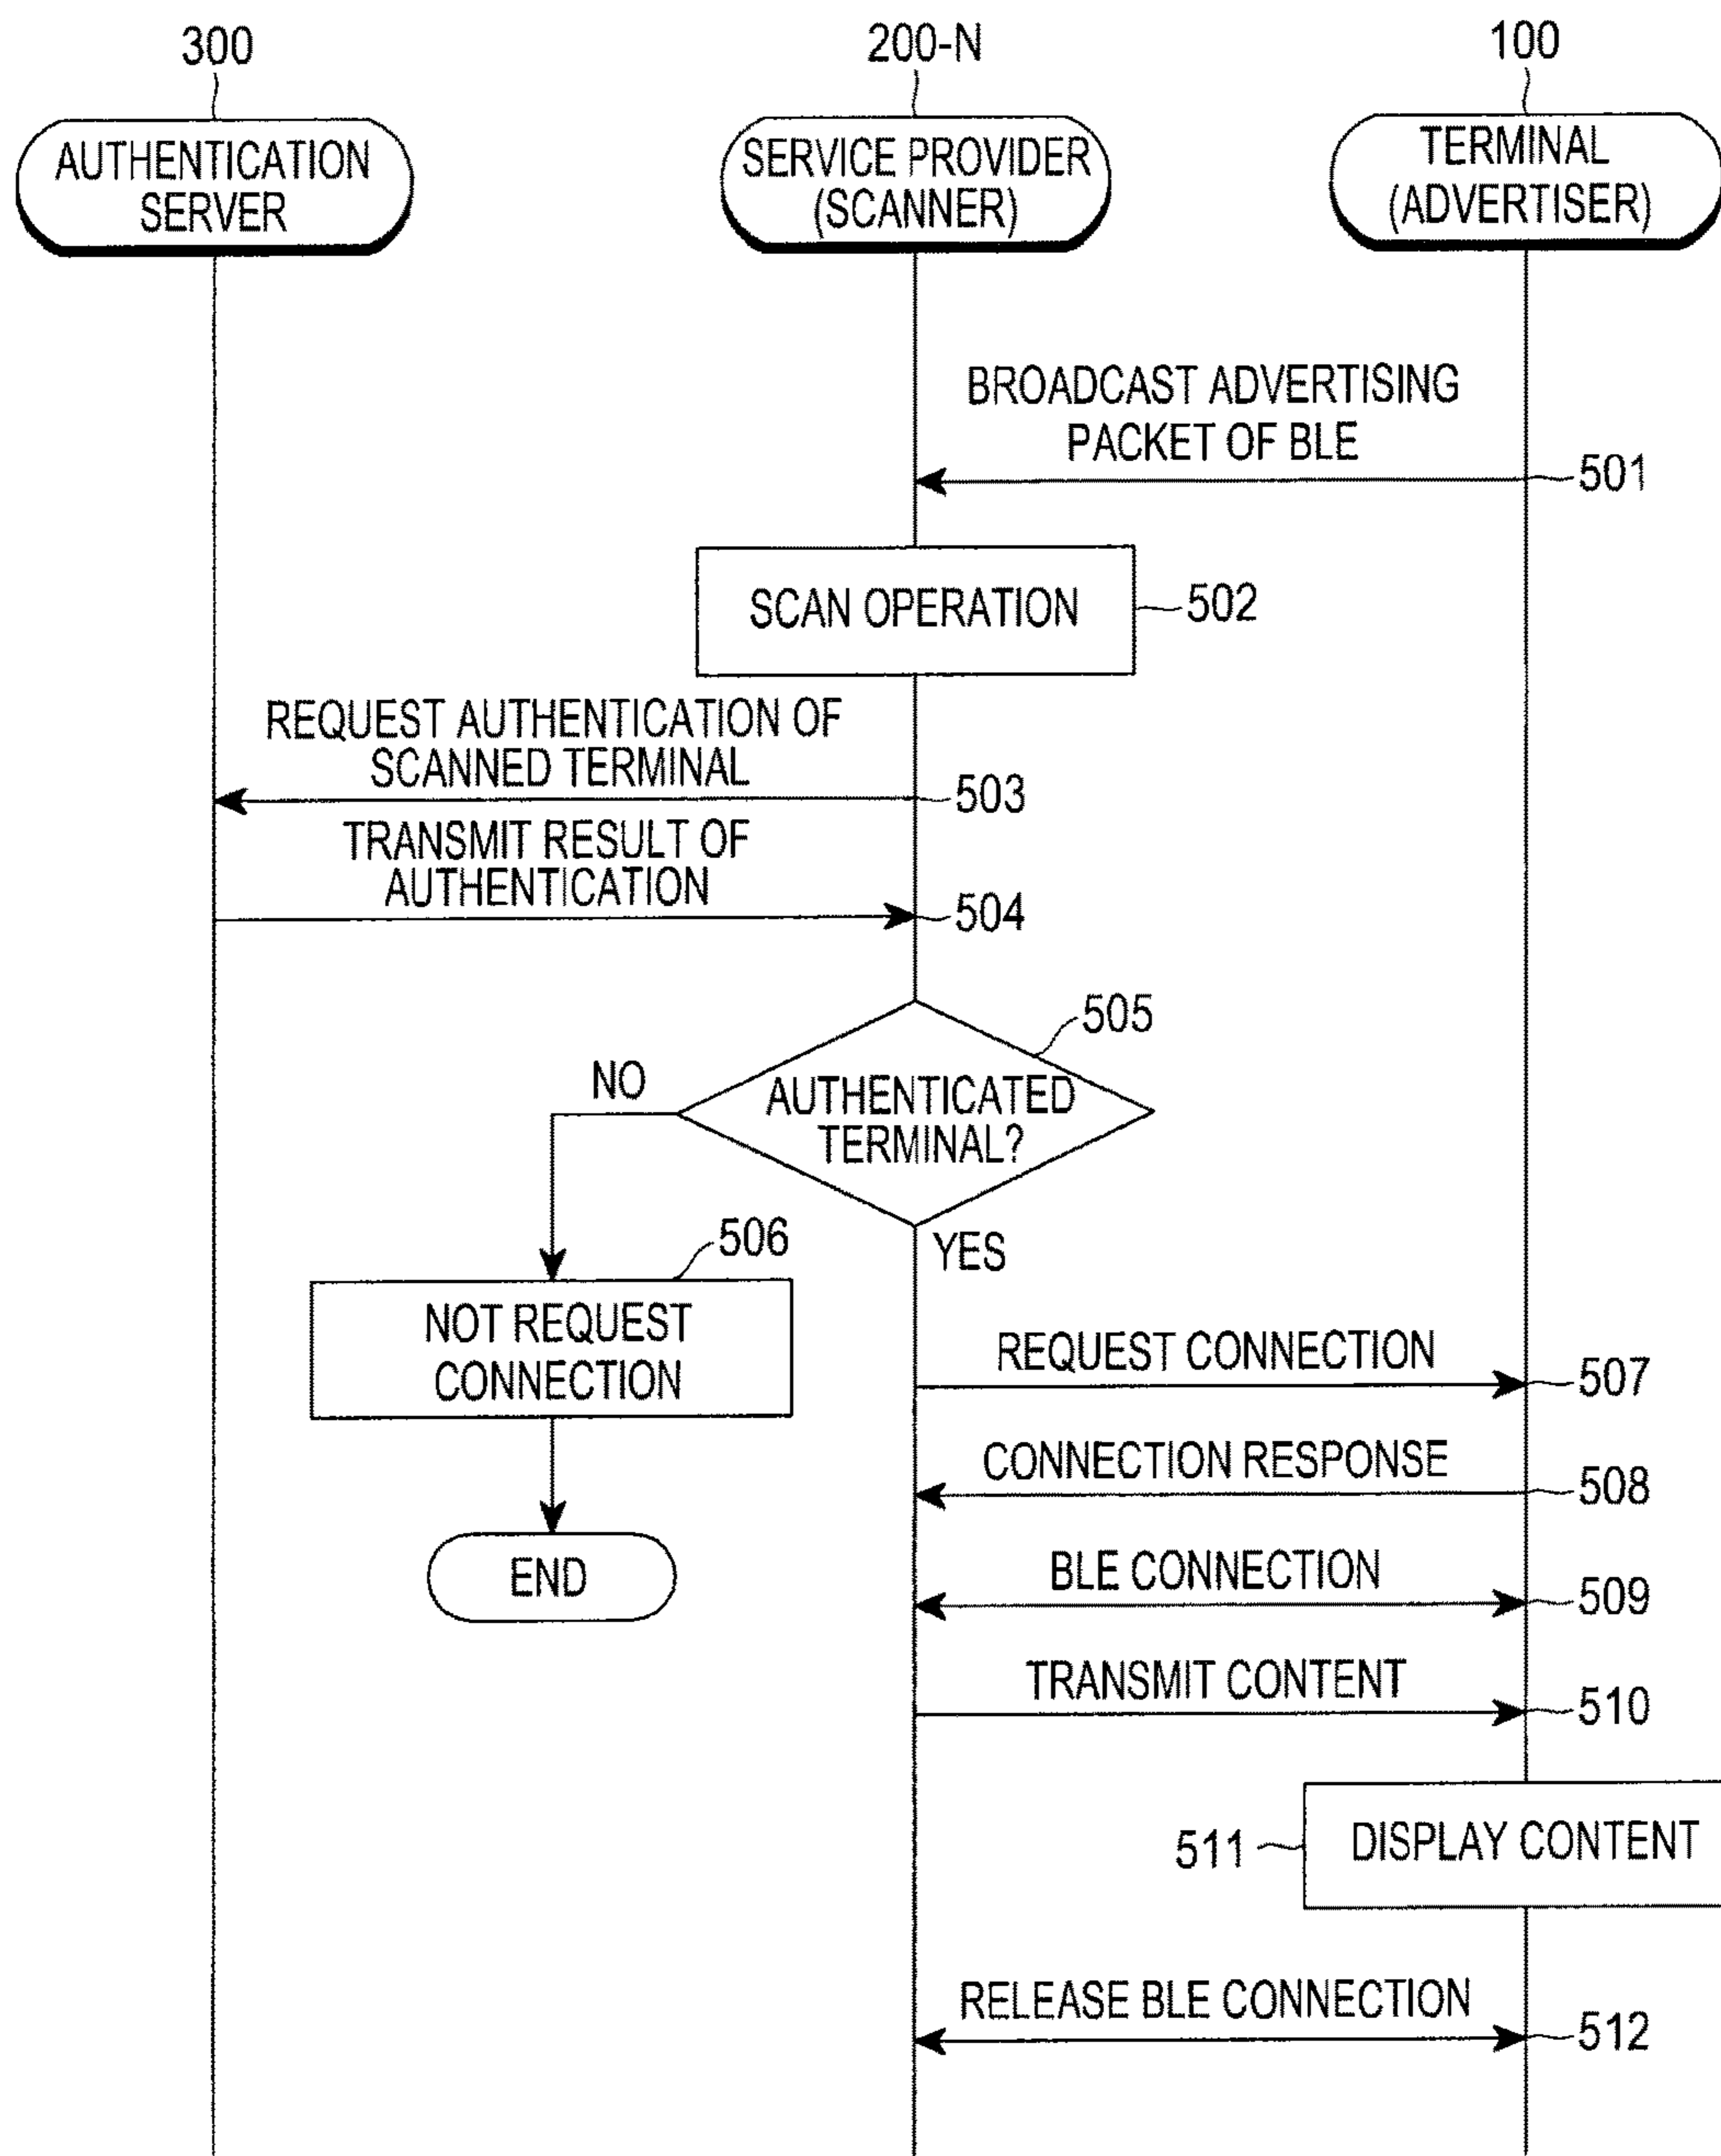 300
200-N
100
AUTHENTICATION
SERVER
SERVICE PROVIDER
(SCANNER)
TERMINAL
(ADVERTISER)
BROADCAST ADVERTISING
PACKET OF BLE
501
SCAN OPERATION
502
REQUEST AUTHENTICATION OF
SCANNED TERMINAL
503
TRANSMIT RESULT OF
AUTHENTICATION
504
505
NO
AUTHENTICATED
TERMINAL?
506
YES
NOT REQUEST
CONNECTION
REQUEST CONNECTION
507
CONNECTION RESPONSE
508
END
BLE CONNECTION
509
TRANSMIT CONTENT
510
511
DISPLAY CONTENT
RELEASE BLE CONNECTION
512